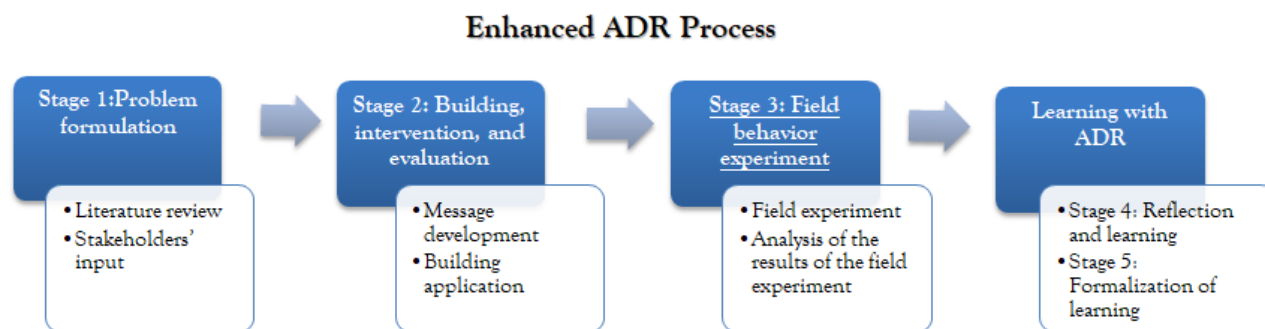 Enhanced ADR Process
Stage 1:Problem
formulation
• Literature review
• Stakeholders'
input
Stage 2: Building,
intervention, and
evaluation
• Message
development
• Building
application
Stage 3: Field
behavior
experiment
• Field experiment
• Analysis of the
results of the field
experiment
Learning with
ADR
• Stage 4: Reflection
and learning
• Stage 5:
Formalization of
learning